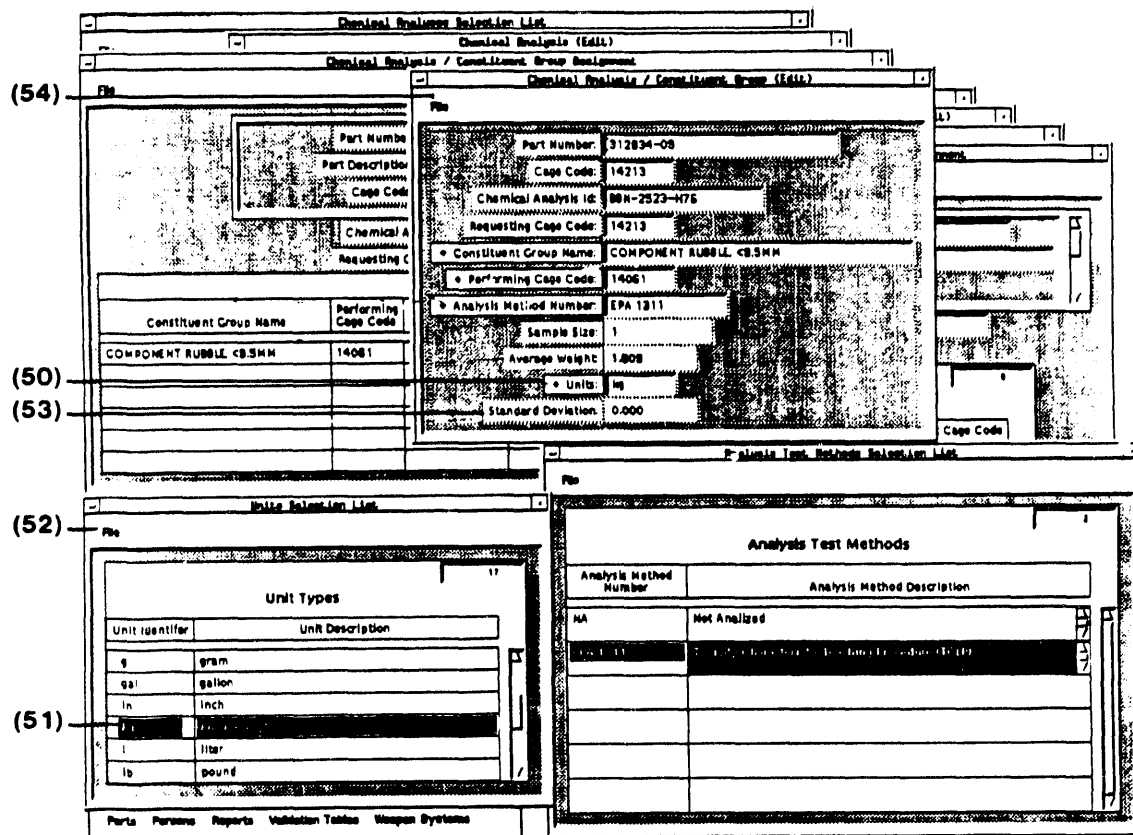 Chemical Analyses Selection List
Chemical Analysis (Edit)
Chemical Analysis / Constituent Group Assignment
Chemical Analysis / Constituent Group (Edit)
(54)
File
File
Part Numbe
Part Description
Cage Code
Chemical A
Requesting C
Part Number: 312834-09
Cage Code: 14213
Chemical Analysis Id:
Requesting Cage Code: 14213
Constituent Group Name: COMPONENT RUBBLE <9.5MM
Performing Cage Code: 14061
Analysis Method Number: EPA 1311
Sample Size: 1
Average Weight: 1.809
(50)
Units: kg
(53)
Standard Deviation: 0.000
Constituent Group Name
Performing Cage Code
COMPONENT RUBBLE <9.5MM 14061
Cage Code
Units Selection List
(52)
File
17
Unit Types
Unit Identifer Unit Description
g gram
gal gallon
in inch
(51)
l liter
lb pound
Analysis Test Methods Selection List
File
Analysis Test Methods
Analysis Method Number
Analysis Method Description
NA Not Analized
Parts Persons Reports Validation Tables Weapon Systems